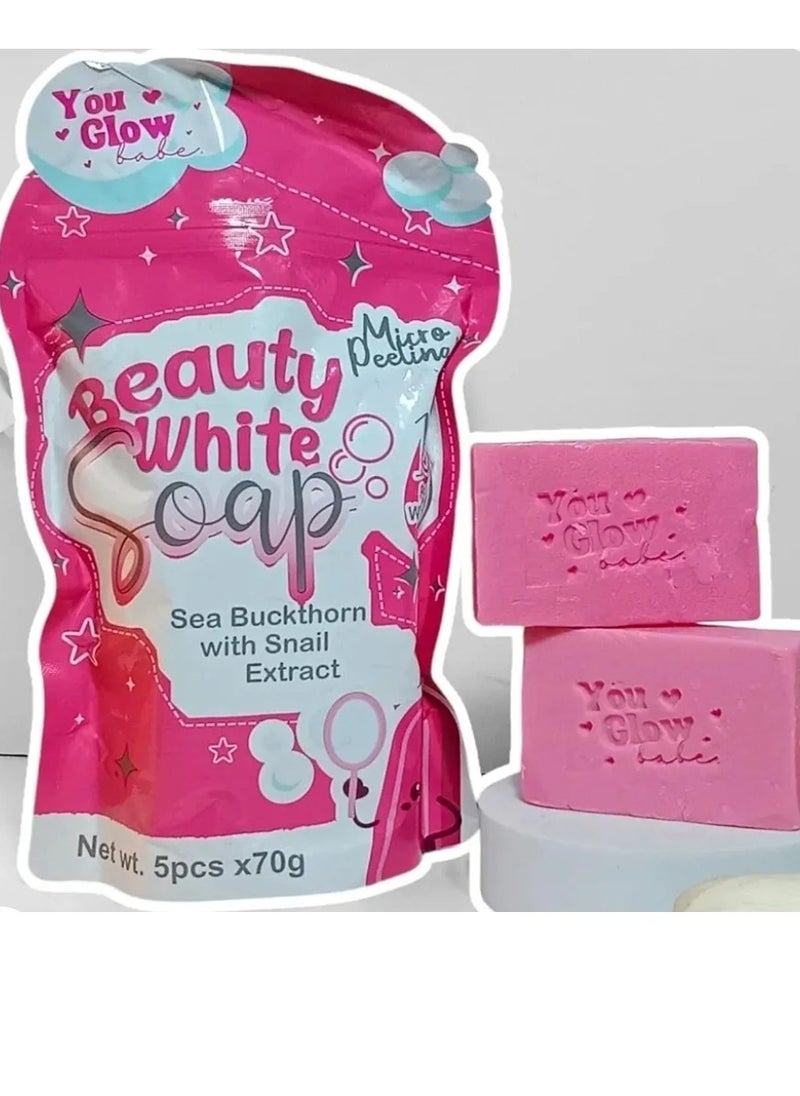 You
Glow
babe.
Micro
Peeling
Beauty
White
Soap
Sea Buckthorn
with Snail
Extract
Net wt. 5pcs x70g
You
Glow
babe.
You
Glow
babe.